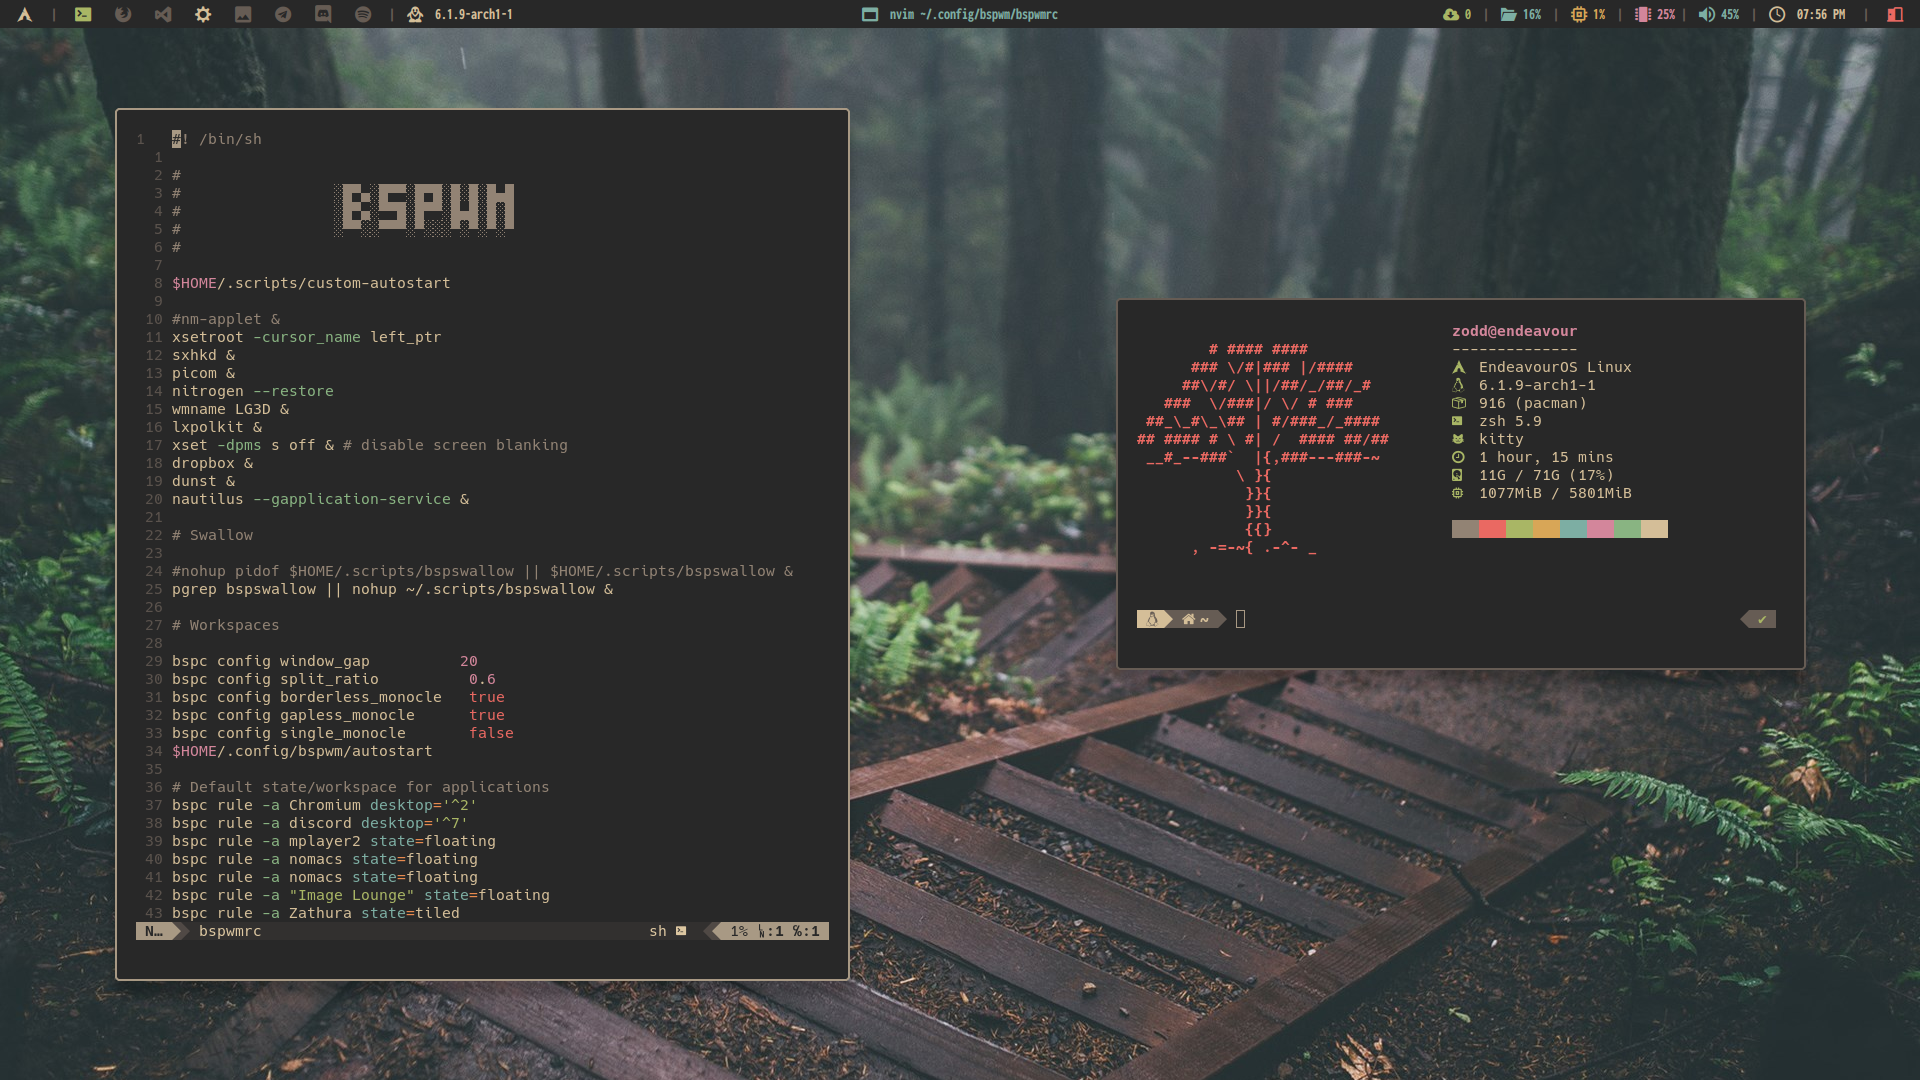 6.1.9-arch1-1
nvim ~/.config/bspwm/bspwmrc
0 | 16% | 1% | 25% | 45% | 07:56 PM |
1 #! /bin/sh
1
2 #
3 # BSPWM
4 #
5 #
6 #
7
8 $HOME/.scripts/custom-autostart
9
10 #nm-applet &
11 xsetroot -cursor_name left_ptr
12 sxhkd &
13 picom &
14 nitrogen --restore
15 wmname LG3D &
16 lxpolkit &
17 xset -dpms s off & # disable screen blanking
18 dropbox &
19 dunst &
20 nautilus --gapplication-service &
21
22 # Swallow
23
24 #nohup pidof $HOME/.scripts/bspswallow || $HOME/.scripts/bspswallow &
25 pgrep bspswallow || nohup ~/.scripts/bspswallow &
26
27 # Workspaces
28
29 bspc config window_gap 20
30 bspc config split_ratio 0.6
31 bspc config borderless_monocle true
32 bspc config gapless_monocle true
33 bspc config single_monocle false
34 $HOME/.config/bspwm/autostart
35
36 # Default state/workspace for applications
37 bspc rule -a Chromium desktop='^2'
38 bspc rule -a discord desktop='^7'
39 bspc rule -a mplayer2 state=floating
40 bspc rule -a nomacs state=floating
41 bspc rule -a nomacs state=floating
42 bspc rule -a "Image Lounge" state=floating
43 bspc rule -a Zathura state=tiled
N… bspwmrc sh 1% :1 ℅:1
# #### ####
### \/#|### |/####
##\/#/ \||/##/_/##/_#
### \/###|/ \/ # ###
##_\_#\_\## | #/###_/_####
## #### # \ #| / #### ##/##
__#_--###` |{,###---###-~
\ }{
}}{
}}{
{{}
, -=-~{ .-^- _
zodd@endeavour
--------------
EndeavourOS Linux
6.1.9-arch1-1
916 (pacman)
zsh 5.9
kitty
1 hour, 15 mins
11G / 71G (17%)
1077MiB / 5801MiB
~